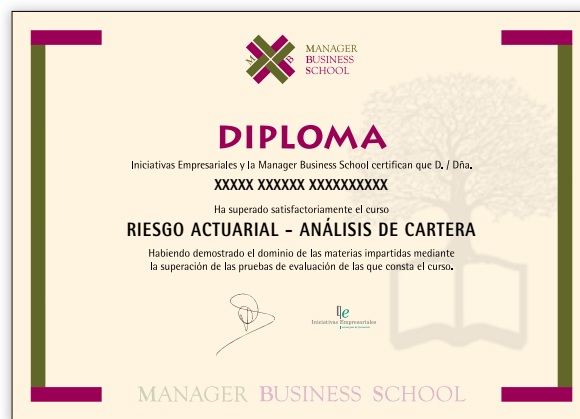 M B
MANAGER
BUSINESS
SCHOOL
DIPLOMA
Iniciativas Empresariales y la Manager Business School certifican que D. / Dña.
XXXXX XXXXXX XXXXXXXXXX
Ha superado satisfactoriamente el curso
RIESGO ACTUARIAL - ANÁLISIS DE CARTERA
Habiendo demostrado el dominio de las materias impartidas mediante
la superación de las pruebas de evaluación de las que consta el curso.
Iniciativas Empresariales
MANAGER BUSINESS SCHOOL